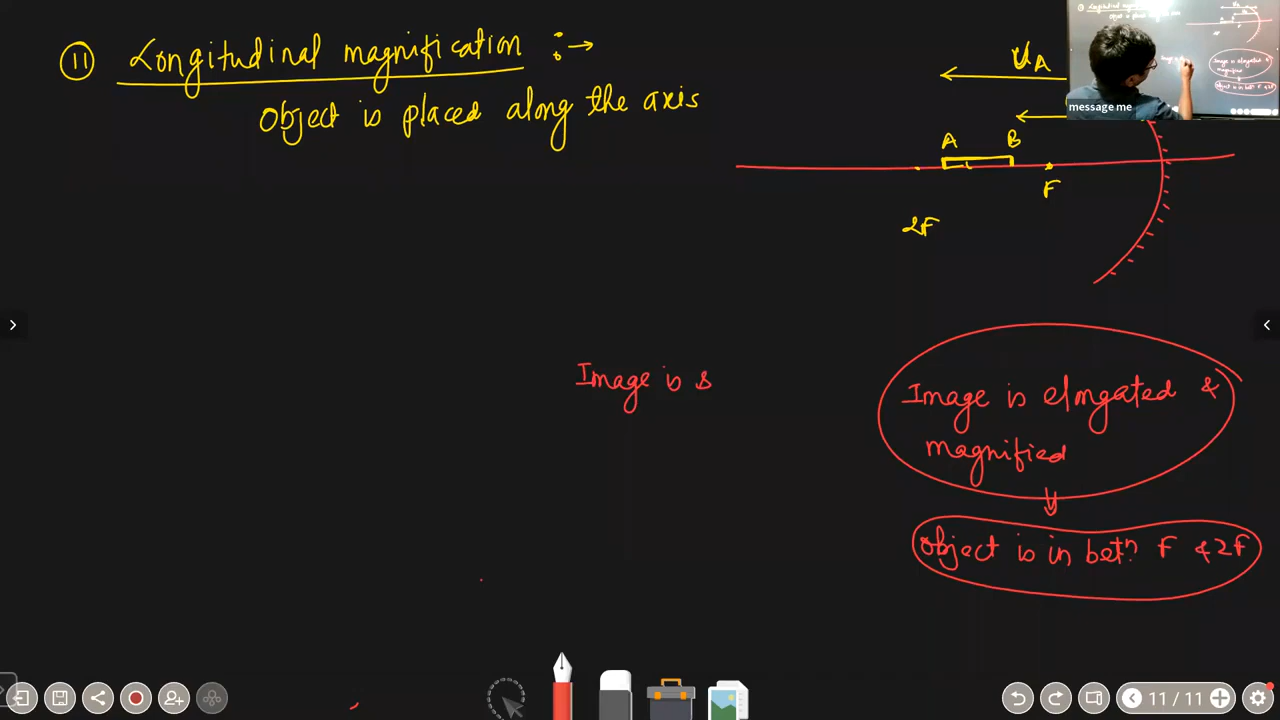 11 Longitudinal magnification :→
object is placed along the axis
UA
A B
F
2F
message me
Image is s
Image is elongated &
magnified
object is in betn F & 2F
11 / 11